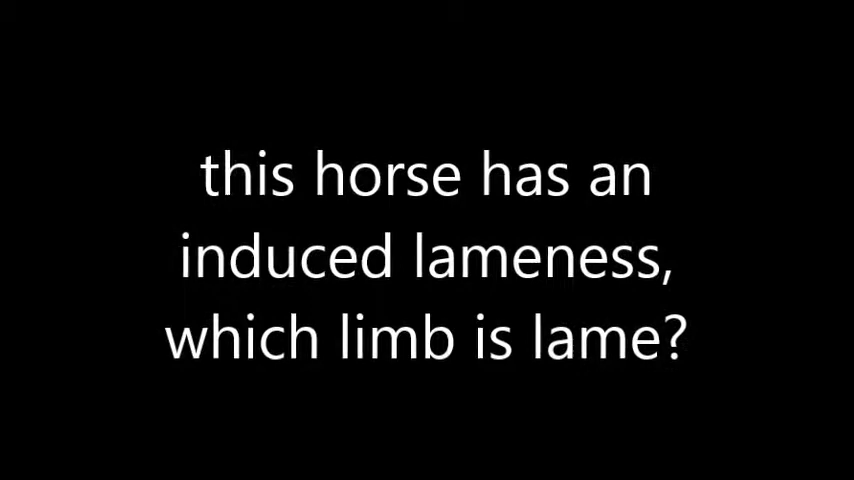 this horse has an
induced lameness,
which limb is lame?